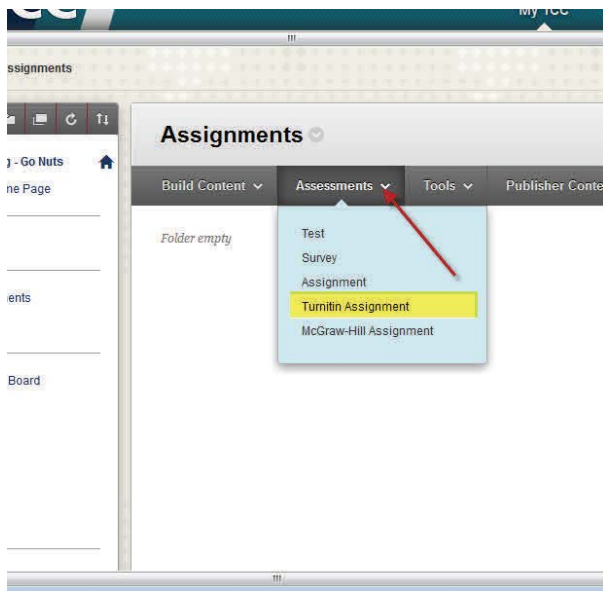 My TCC
ssignments
Assignments
g - Go Nuts
me Page
Build Content
Assessments
Tools
Publisher Conte
Folder empty
Test
Survey
Assignment
Turnitin Assignment
McGraw-Hill Assignment
ents
Board